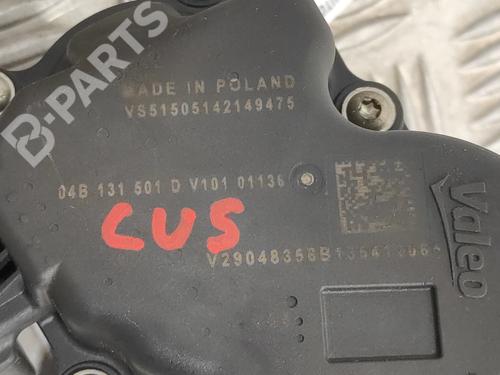 B-PARTS
MADE IN POLAND
VS51505142149475
04B 131 501 D V101 01136
CUS
Valeo